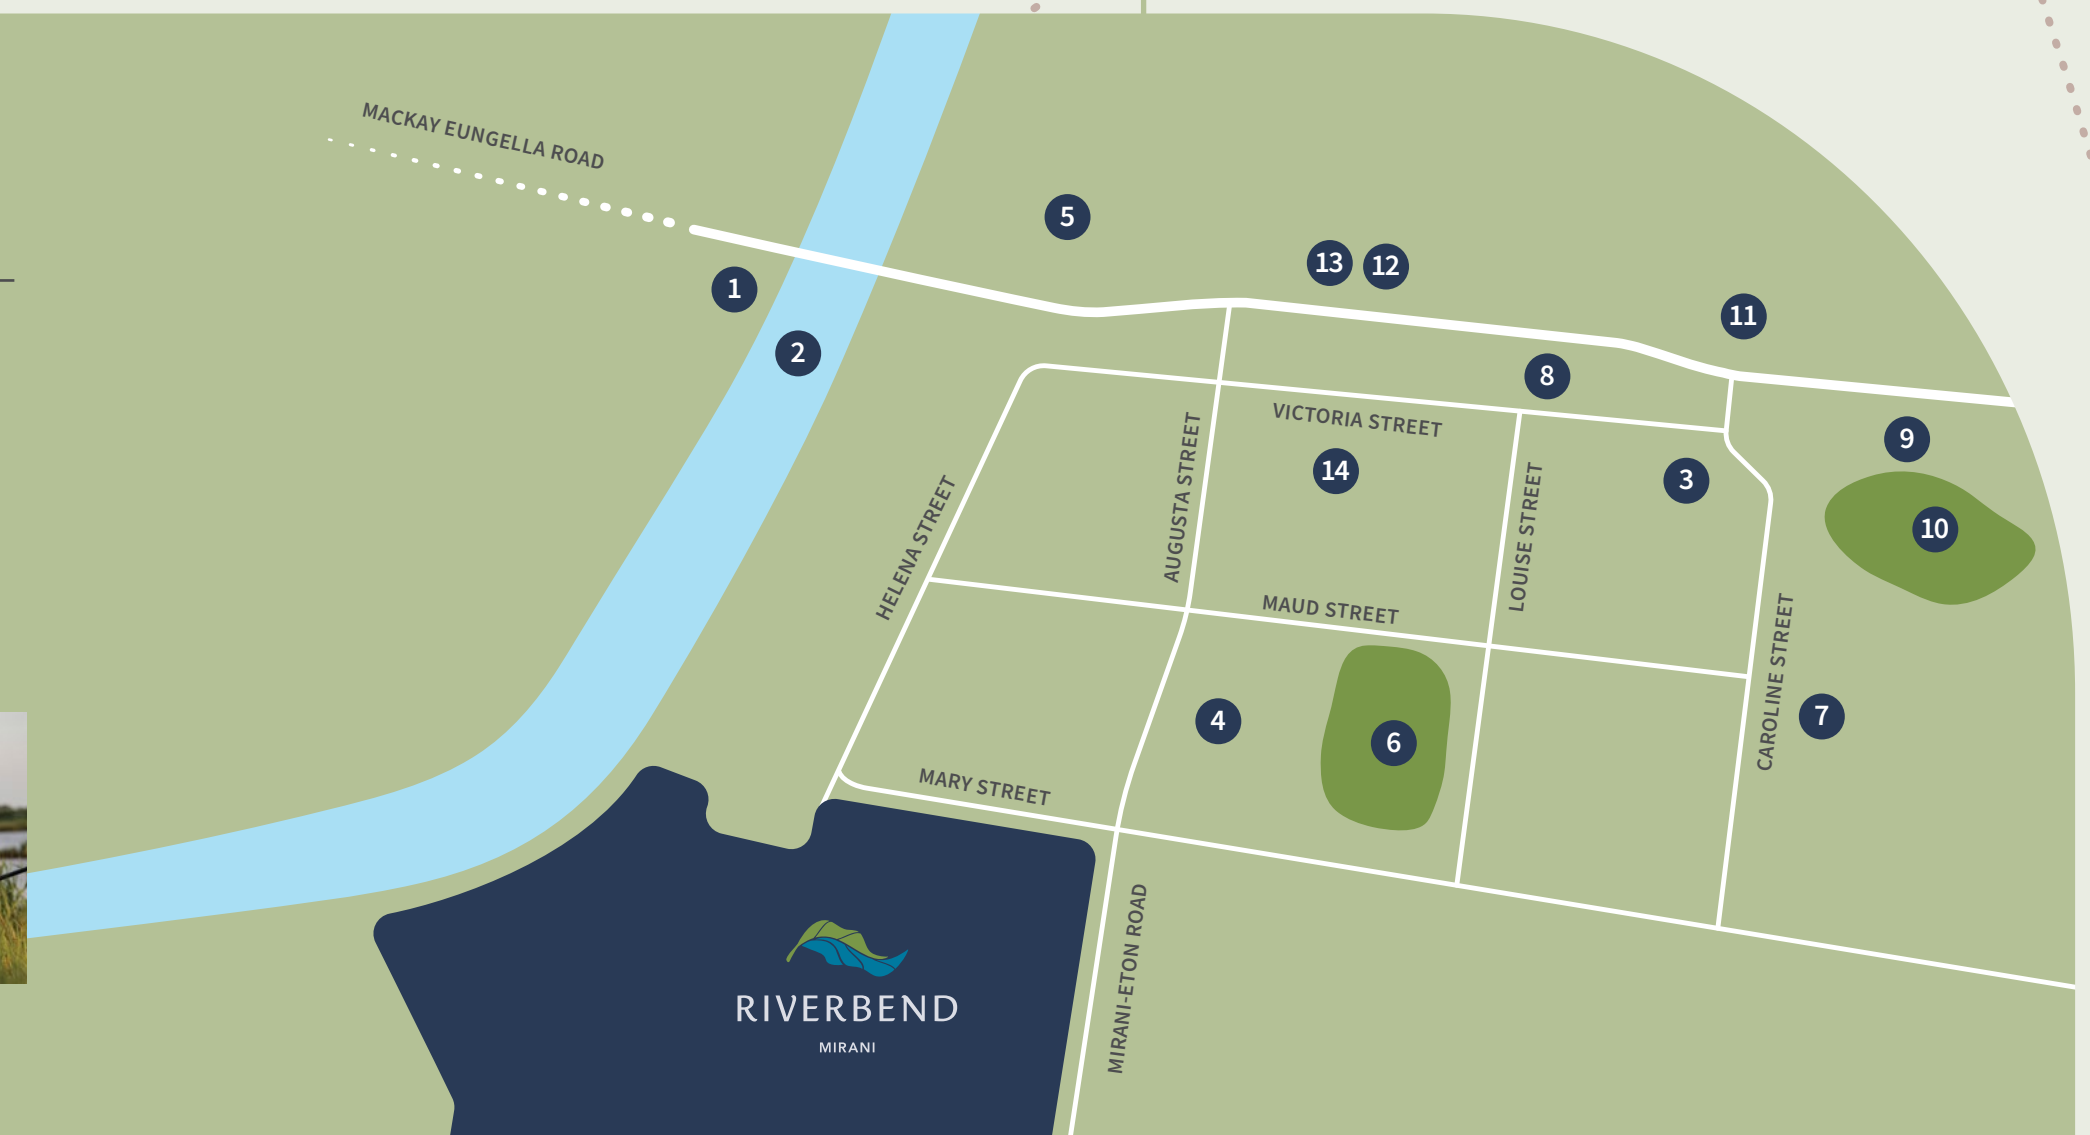 MACKAY EUNGELLA ROAD
5
13
12
1
11
2
8
VICTORIA STREET
9
14
3
AUGUSTA STREET
LOUISE STREET
10
HELENA STREET
MAUD STREET
CAROLINE STREET
4
7
6
MARY STREET
MIRANI-ETON ROAD
RIVERBEND
MIRANI